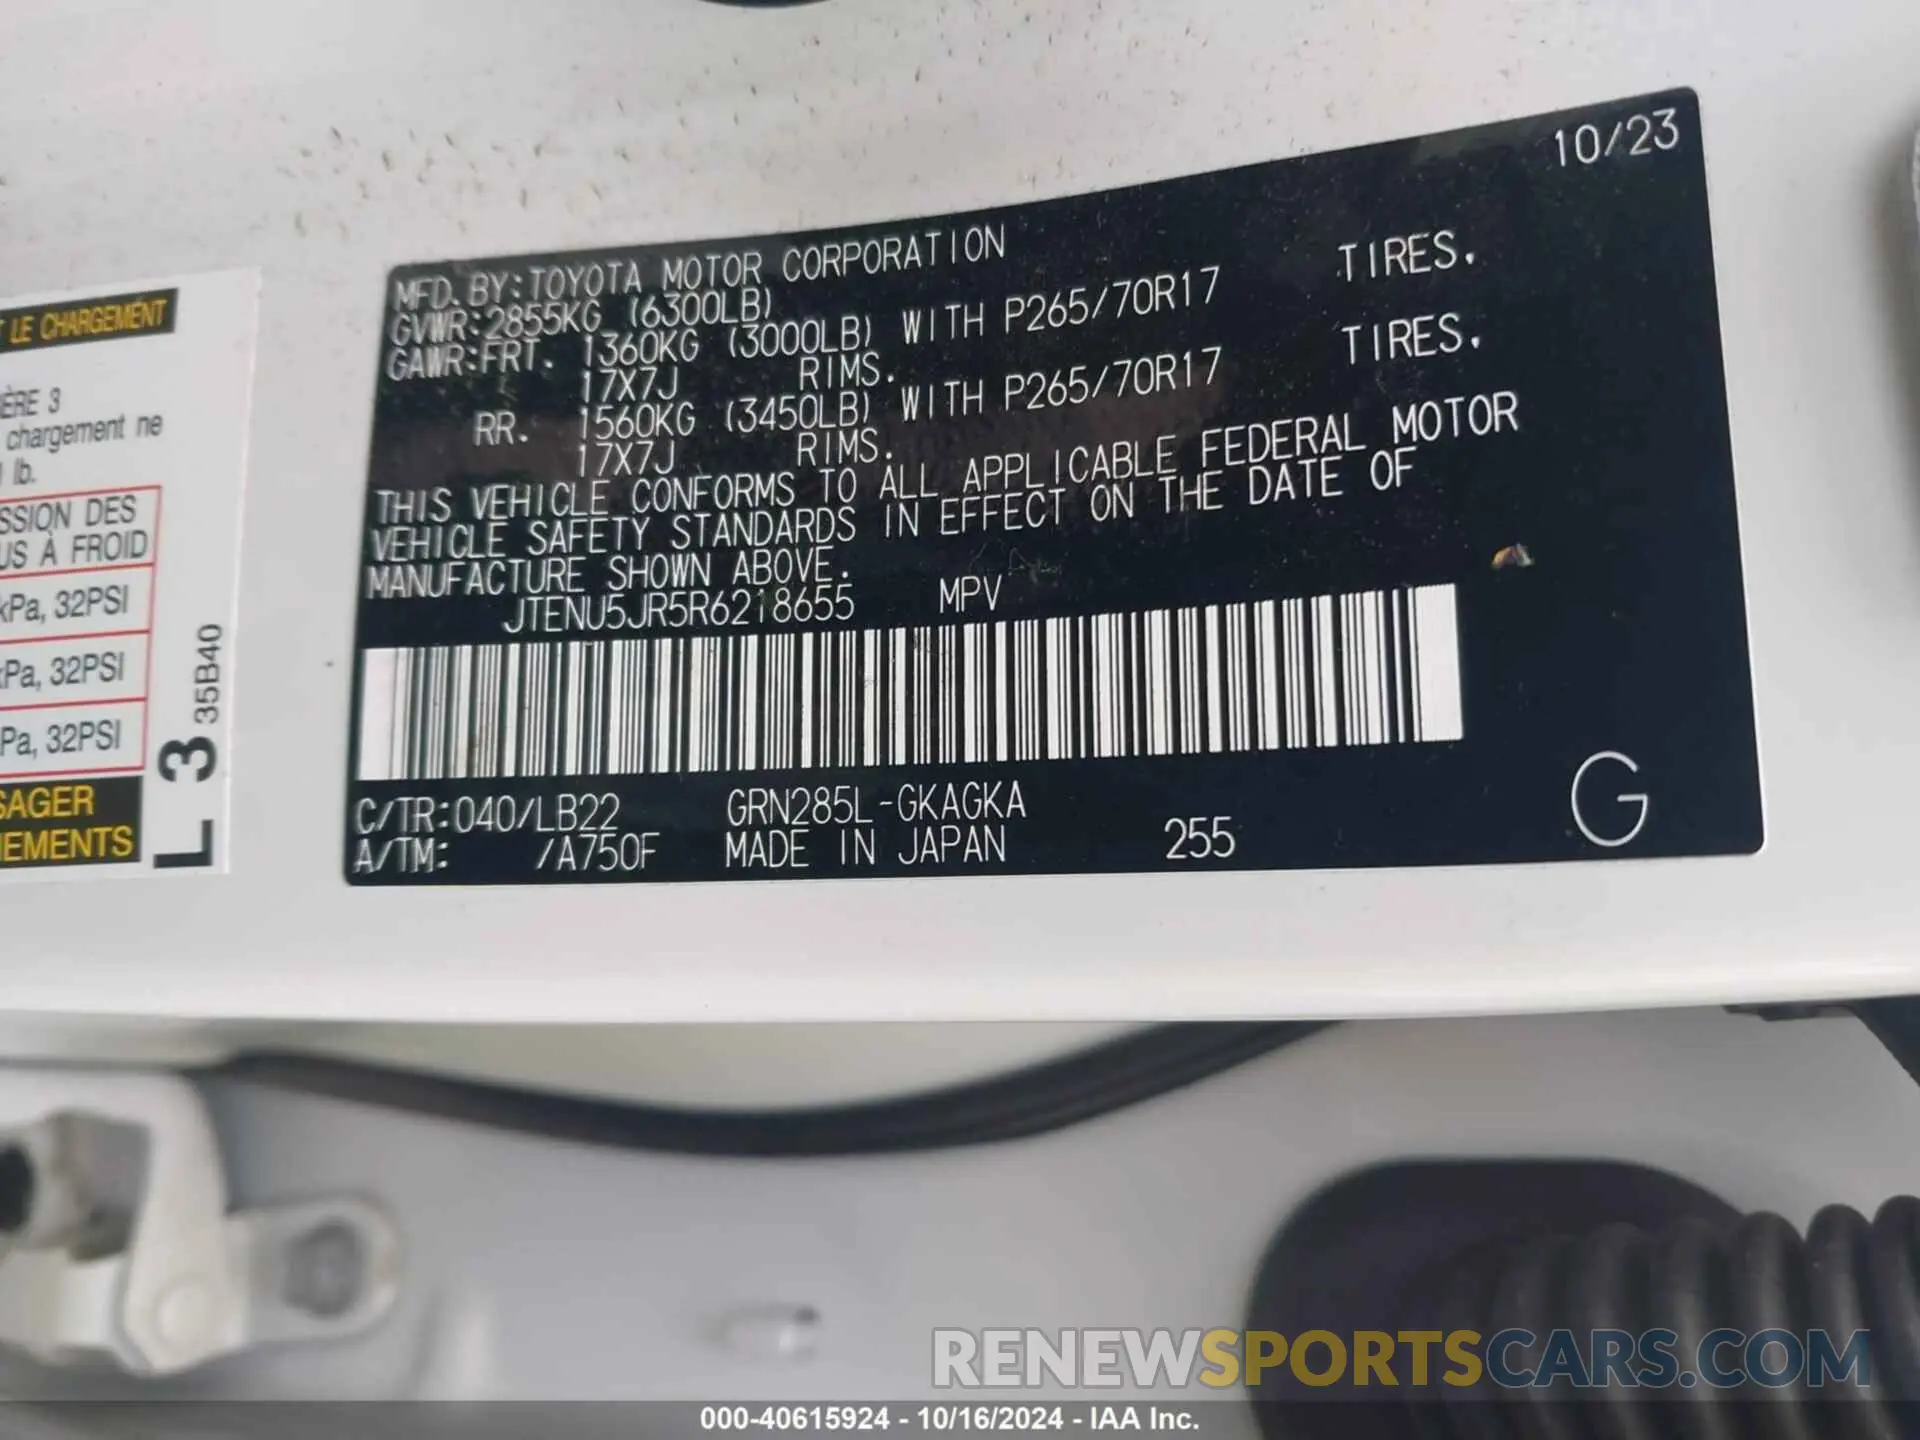 10/23
MFD. BY: TOYOTA MOTOR CORPORATION
GVWR: 2855KG (6300LB)
GAWR: FRT. 1360KG (3000LB) WITH P265/70R17 TIRES.
17X7J RIMS.
RR. 1560KG (3450LB) WITH P265/70R17 TIRES.
17X7J RIMS.
THIS VEHICLE CONFORMS TO ALL APPLICABLE FEDERAL MOTOR
VEHICLE SAFETY STANDARDS IN EFFECT ON THE DATE OF
MANUFACTURE SHOWN ABOVE.
JTENU5JR5R6218655 MPV
C/TR: 040/LB22 GRN285L-GKAGKA
A/TM: /A750F MADE IN JAPAN 255
G
LE CHARGEMENT
3
chargement ne
lb.
DES
À FROID
kPa, 32PSI
kPa, 32PSI
Pa, 32PSI
L 3 35B40
RENEWSPORTSCARS.COM
000-40615924 - 10/16/2024 - IAA Inc.